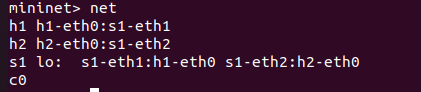 mininet> net
h1 h1-eth0:s1-eth1
h2 h2-eth0:s1-eth2
s1 lo:  s1-eth1:h1-eth0 s1-eth2:h2-eth0
c0